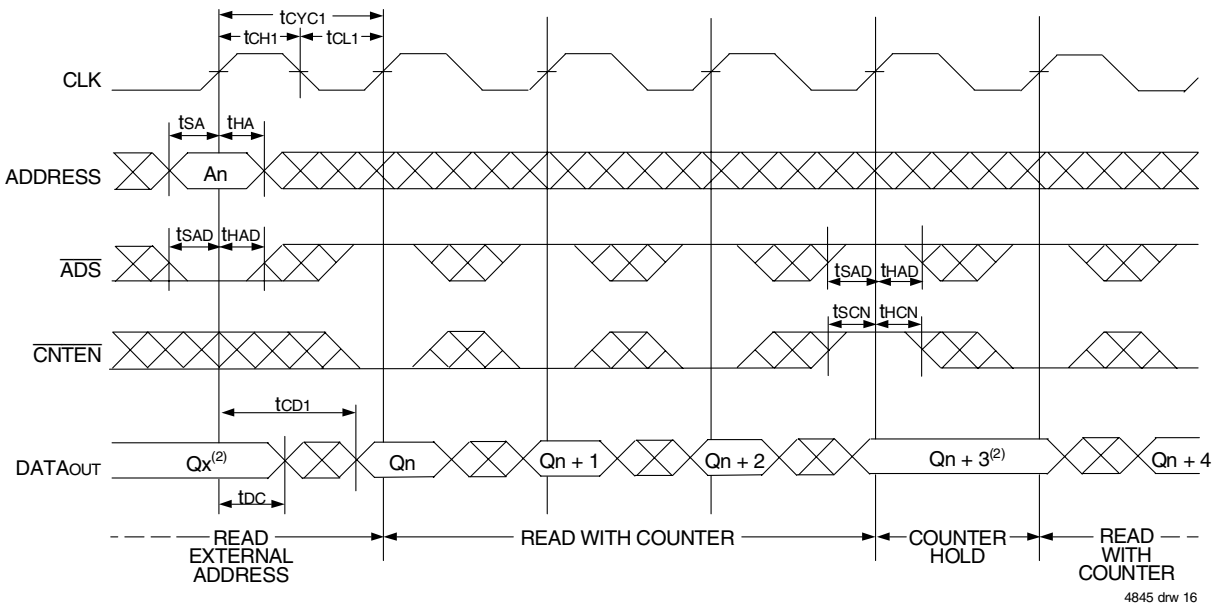 tCYC1
tCH1 tCL1
CLK
tSA tHA
ADDRESS An
tSAD tHAD
ADS
tSAD tHAD
tSCN tHCN
CNTEN
tCD1
DATAOUT Qx(2) Qn Qn + 1 Qn + 2 Qn + 3(2) Qn + 4
tDC
READ EXTERNAL ADDRESS
READ WITH COUNTER
COUNTER HOLD
READ WITH COUNTER
4845 drw 16